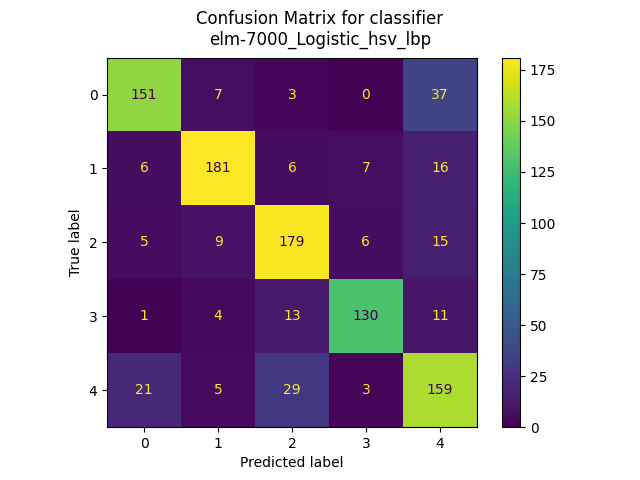 Confusion Matrix for classifier
elm-7000_Logistic_hsv_lbp
True label
0 151 7 3 0 37
1 6 181 6 7 16
2 5 9 179 6 15
3 1 4 13 130 11
4 21 5 29 3 159
0 1 2 3 4
Predicted label
175
150
125
100
75
50
25
0